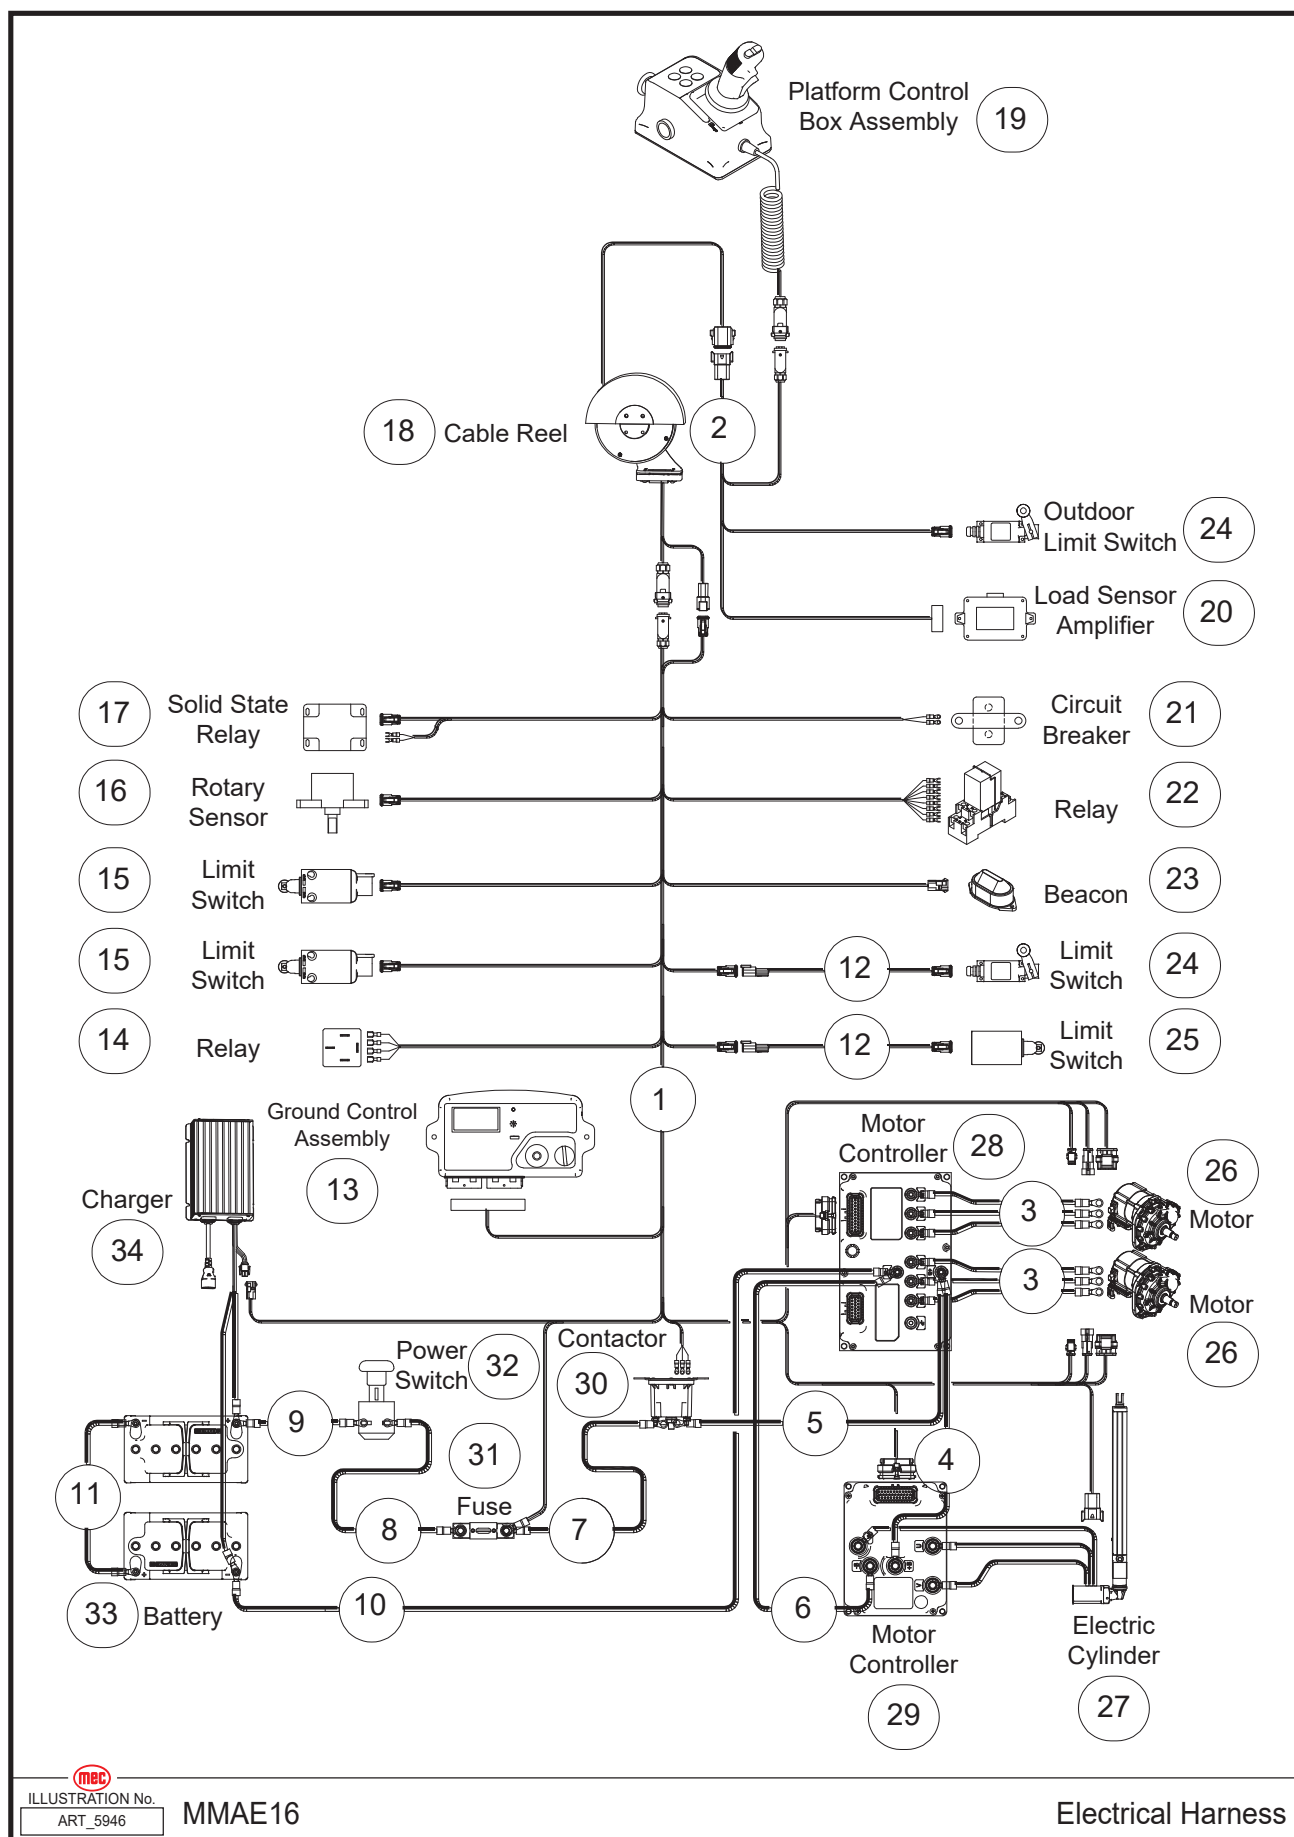 Platform Control
Box Assembly
19
18
Cable Reel
2
Outdoor
Limit Switch
24
Load Sensor
Amplifier
20
17
Solid State
Relay
Circuit
Breaker
21
16
Rotary
Sensor
Relay
22
15
Limit
Switch
Beacon
23
15
Limit
Switch
12
Limit
Switch
24
14
Relay
12
Limit
Switch
25
1
Ground Control
Assembly
13
Motor
Controller
28
Charger
34
3
26
Motor
3
Motor
26
Contactor
30
Power
Switch
32
9
5
31
4
11
Fuse
8
7
33
Battery
10
6
Motor
Controller
29
Electric
Cylinder
27
mec
ILLUSTRATION No.
ART_5946
MMAE16
Electrical Harness